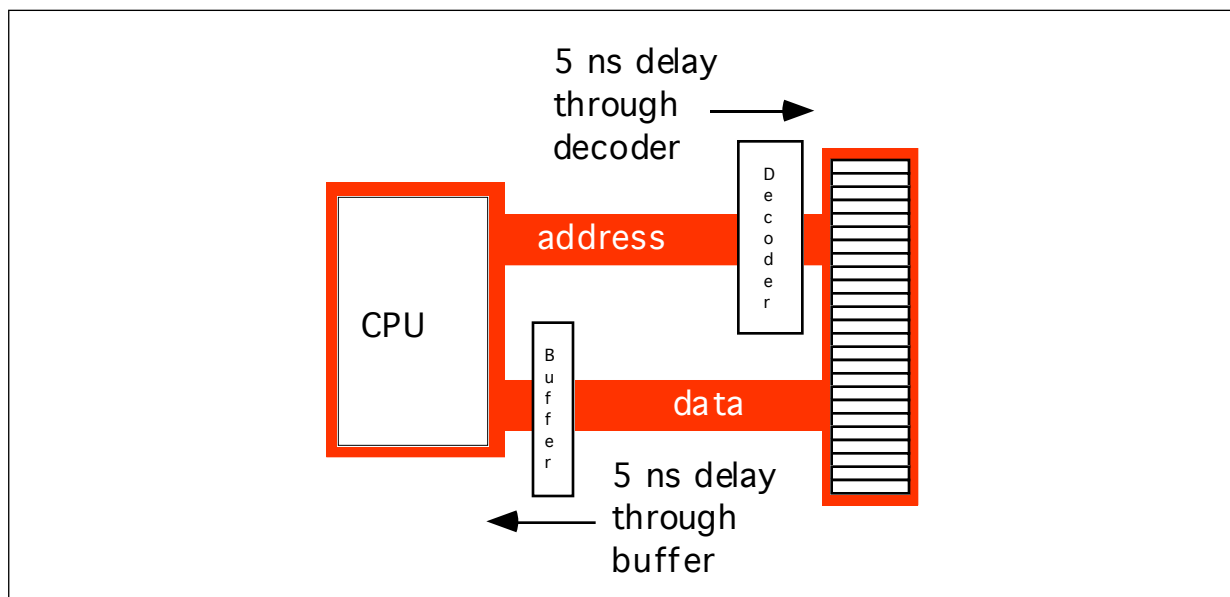 5 ns delay
through
decoder
Decoder
address
CPU
Buffer
data
5 ns delay
through
buffer